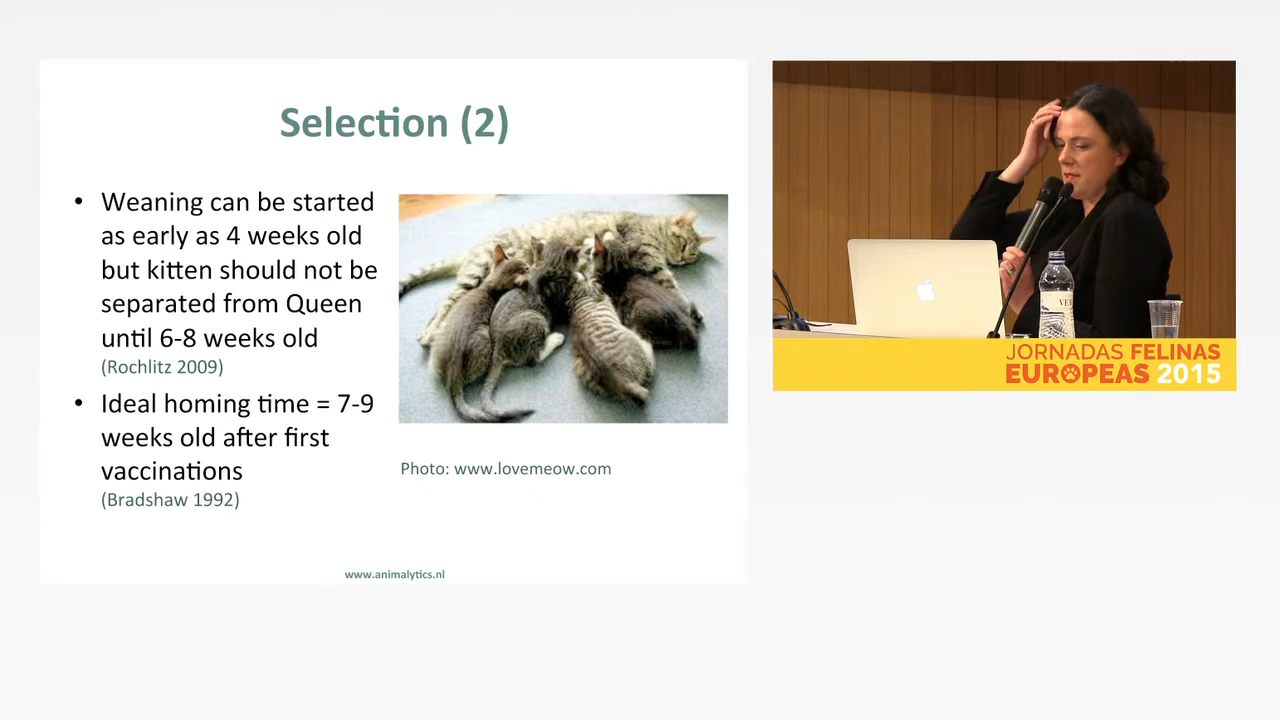 Selection (2)
• Weaning can be started
as early as 4 weeks old
but kitten should not be
separated from Queen
until 6-8 weeks old
(Rochlitz 2009)
• Ideal homing time = 7-9
weeks old after first
vaccinations
(Bradshaw 1992)
Photo: www.lovemeow.com
www.animalytics.nl
JORNADAS FELINAS
EUROPEAS 2015